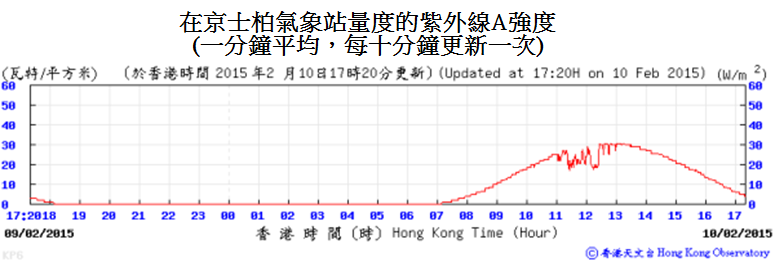 在京士柏氣象站量度的紫外線A強度
(一分鐘平均，每十分鐘更新一次)
(瓦特/平方米) (於香港時間 2015 年2 月10日17時20分更新) (Updated at 17:20H on 10 Feb 2015) (W/m 2)
60 60
50 50
40 40
30 30
20 20
10 10
0 0
17:2018 19 20 21 22 23 00 01 02 03 04 05 06 07 08 09 10 11 12 13 14 15 16 17
09/02/2015 香 港 時 間 (時) Hong Kong Time (Hour) 10/02/2015
KP6 ©香港天文台 Hong Kong Observatory